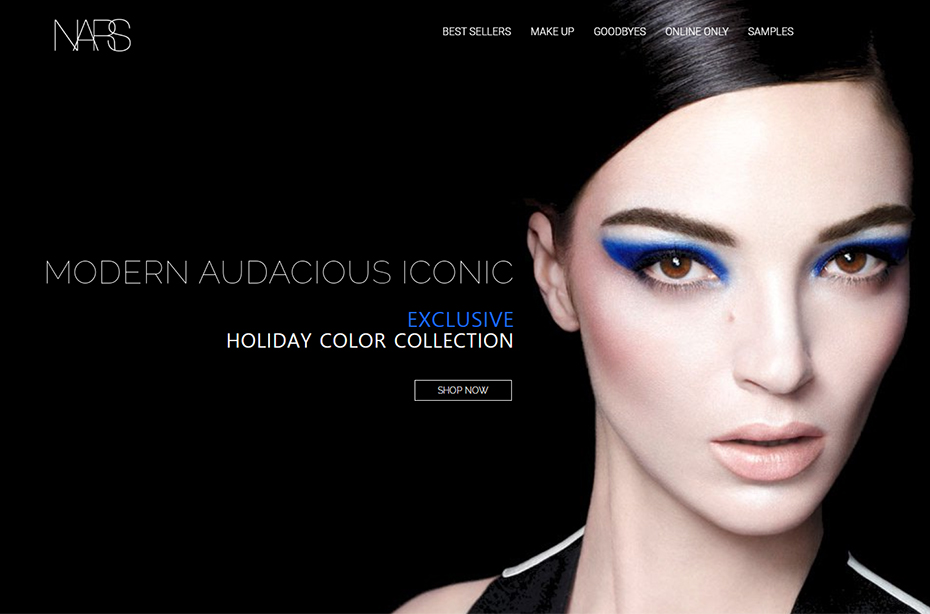 NARS
BEST SELLERS MAKE UP GOODBYES ONLINE ONLY SAMPLES
MODERN AUDACIOUS ICONIC
EXCLUSIVE
HOLIDAY COLOR COLLECTION
SHOP NOW